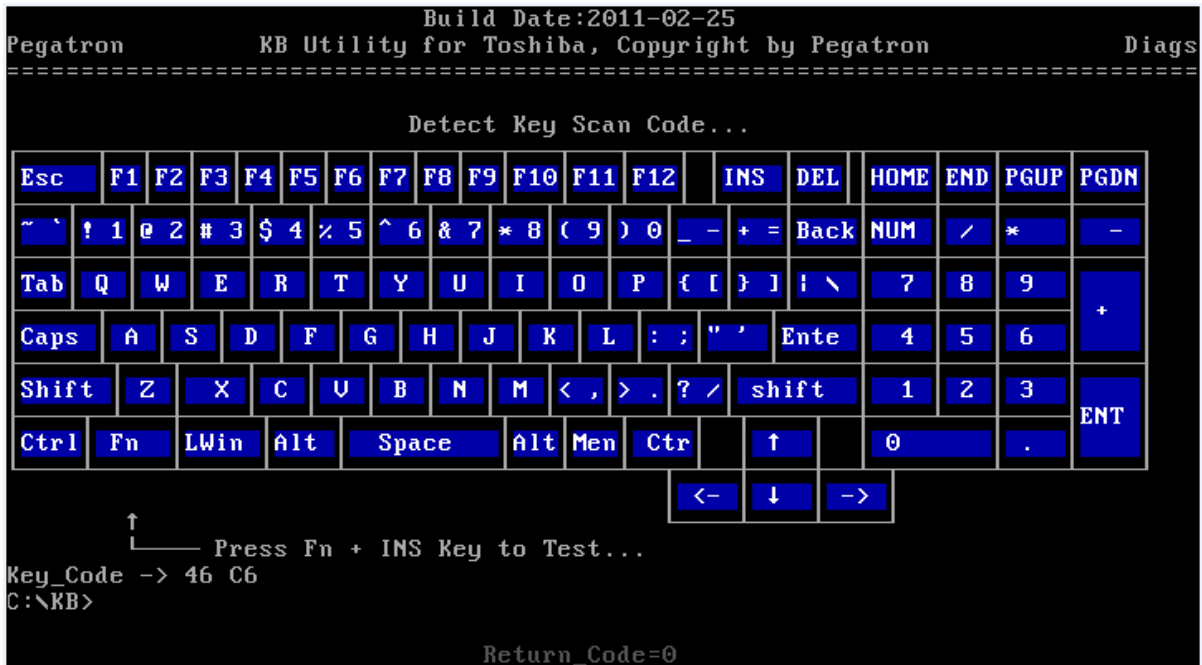 Build Date:2011-02-25
Pegatron KB Utility for Toshiba, Copyright by Pegatron Diags
================================================================================
Detect Key Scan Code...
Esc F1 F2 F3 F4 F5 F6 F7 F8 F9 F10 F11 F12 INS DEL HOME END PGUP PGDN
~ ` ! 1 @ 2 # 3 $ 4 % 5 ^ 6 & 7 * 8 ( 9 ) 0 _ - + = Back NUM / * -
Tab Q W E R T Y U I O P { [ } ] ¦ \ 7 8 9 +
Caps A S D F G H J K L : ; " ' Ente 4 5 6
Shift Z X C V B N M < , > . ? / shift 1 2 3 ENT
Ctrl Fn LWin Alt Space Alt Men Ctr ↑ 0 .
<- ↓ ->
↑
Press Fn + INS Key to Test...
Key_Code -> 46 C6
C:\KB>
Return_Code=0